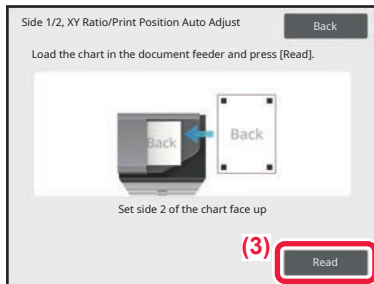 Side 1/2, XY Ratio/Print Position Auto Adjust
Back
Load the chart in the document feeder and press [Read].
Back
Back
Set side 2 of the chart face up
(3)
Read